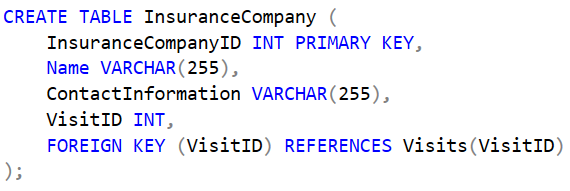 CREATE TABLE InsuranceCompany (
    InsuranceCompanyID INT PRIMARY KEY,
    Name VARCHAR(255),
    ContactInformation VARCHAR(255),
    VisitID INT,
    FOREIGN KEY (VisitID) REFERENCES Visits(VisitID)
);